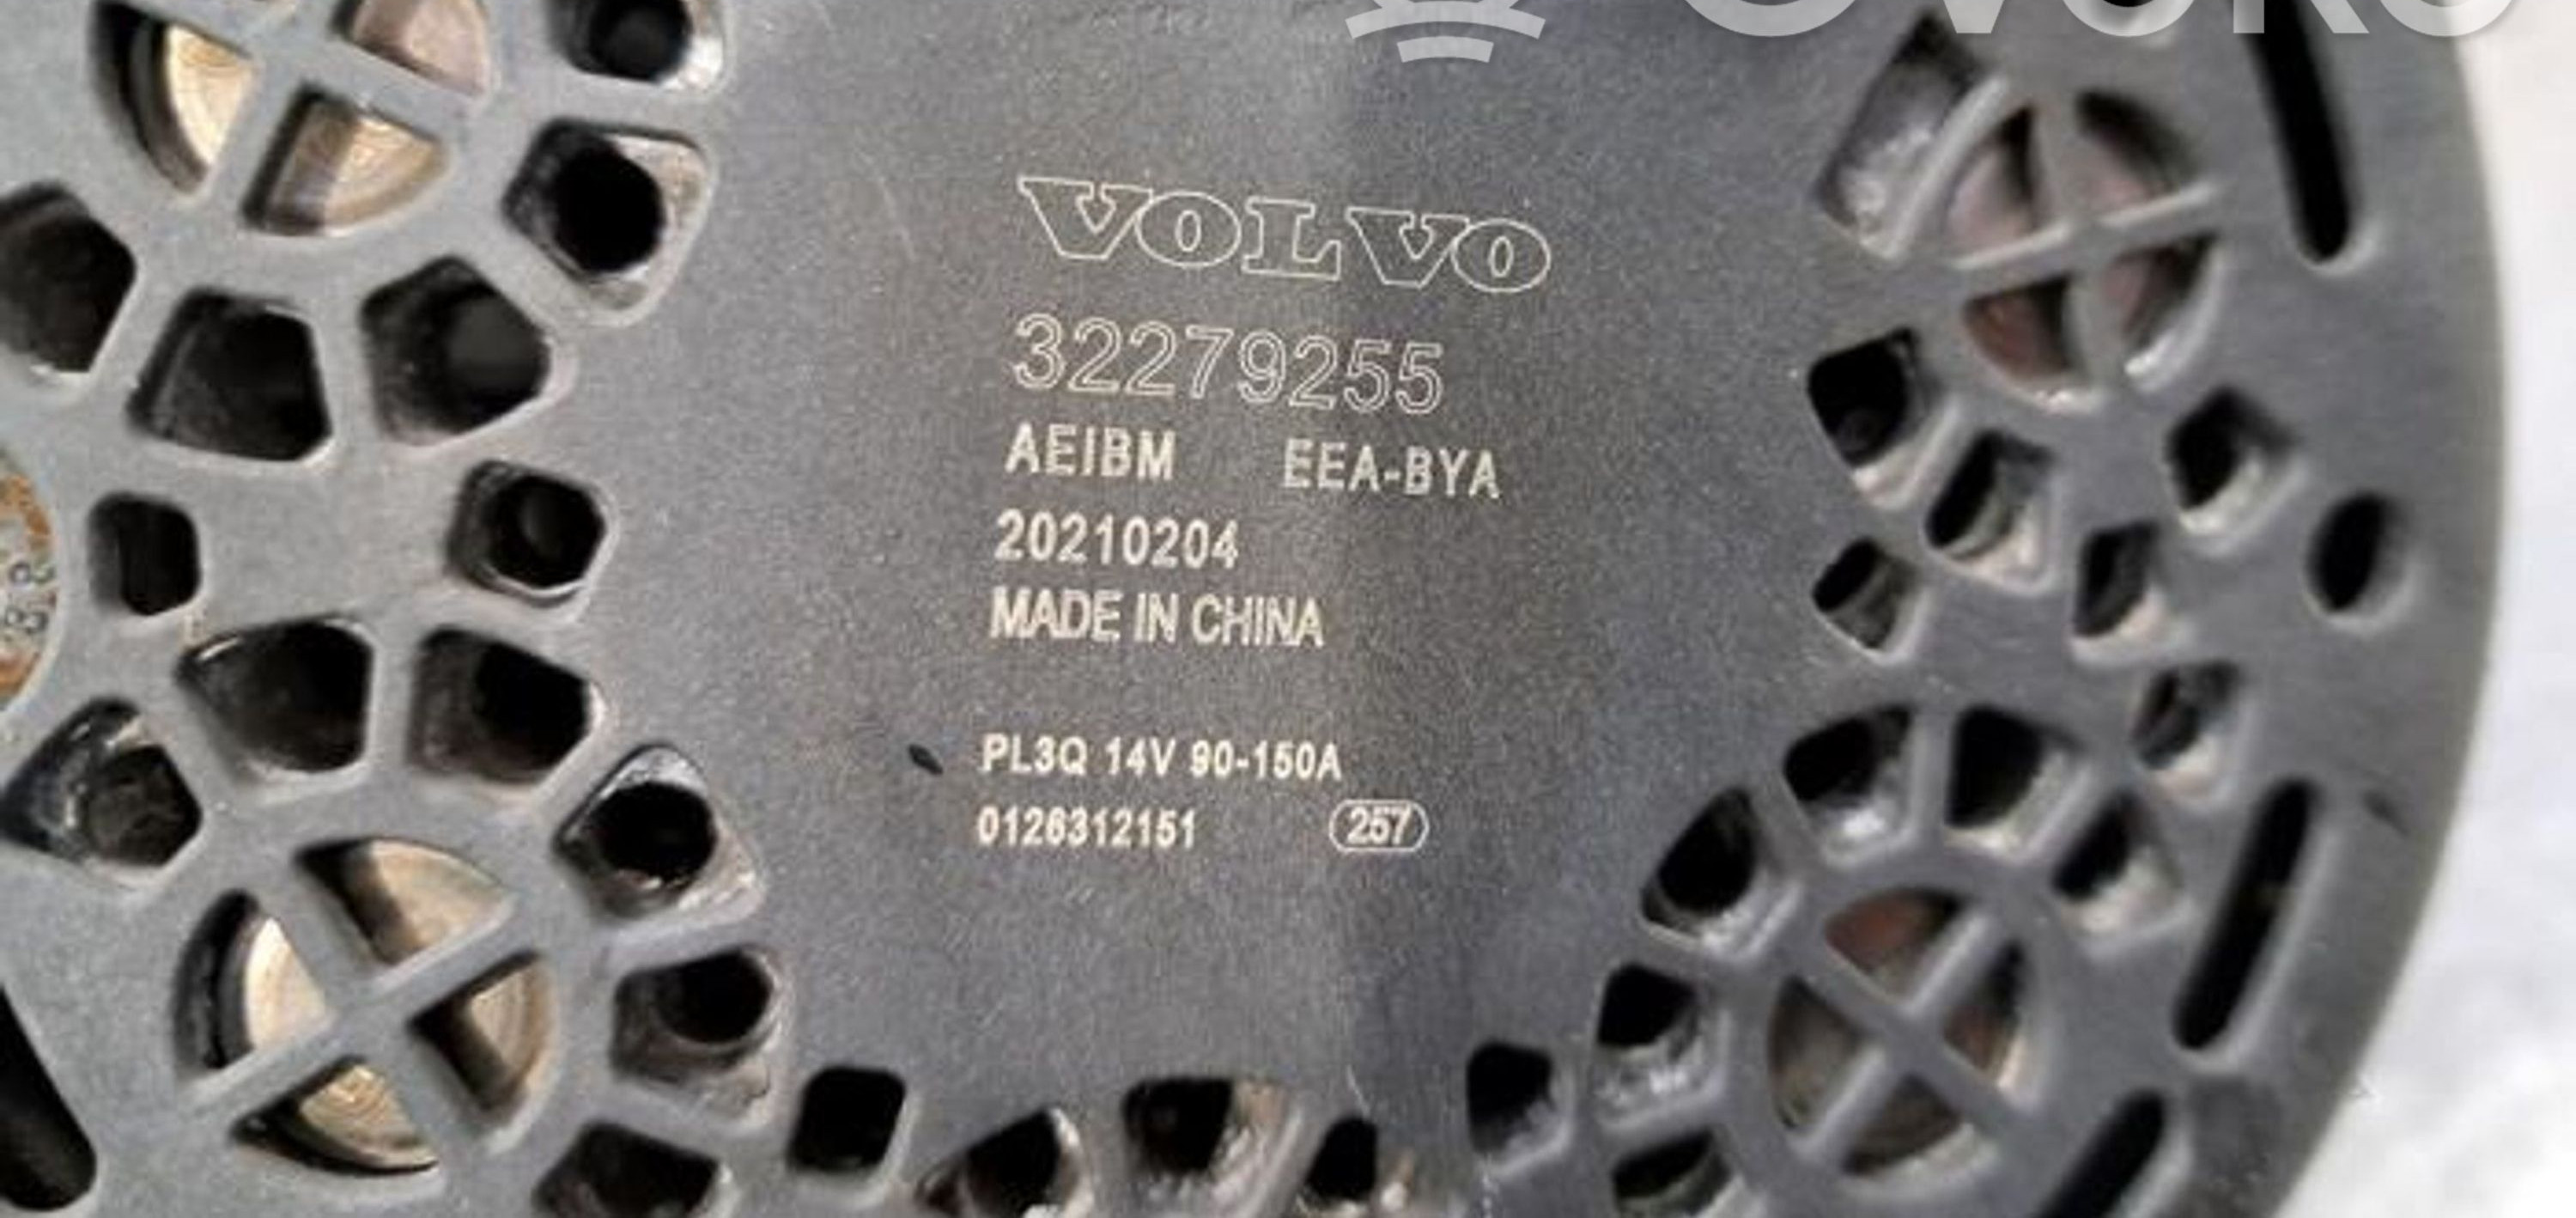 VOLVO
32279255
AEIBM EEA-BYA
20210204
MADE IN CHINA
PL3Q 14V 90-150A
0126312151 257